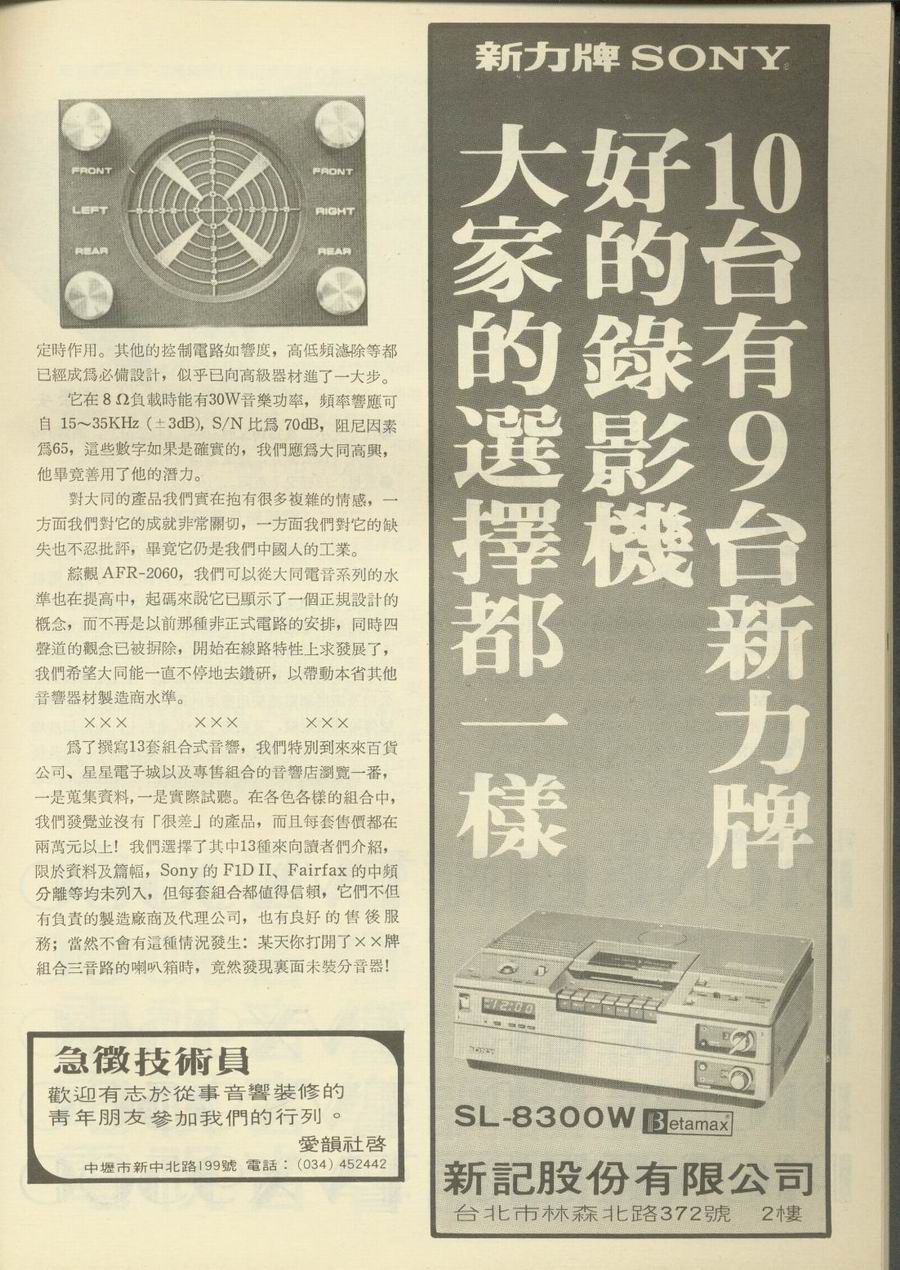 FRONT
FRONT
LEFT
RIGHT
REAR
REAR
定時作用。其他的控制電路如響度，高低頻濾除等都
已經成爲必備設計，似乎已向高級器材進了一大步。
它在 8 Ω負載時能有30W音樂功率，頻率響應可
自 15～35KHz (±3dB), S/N 比爲 70dB，阻尼因素
爲65，這些數字如果是確實的，我們應爲大同高興，
他畢竟善用了他的潛力。
對大同的產品我們實在抱有很多複雜的情感，一
方面我們對它的成就非常關切，一方面我們對它的缺
失也不忍批評，畢竟它仍是我們中國人的工業。
綜觀 AFR-2060，我們可以從大同電音系列的水
準也在提高中，起碼來說它已顯示了一個正規設計的
概念，而不再是以前那種非正式電路的安排，同時四
聲道的觀念已被摒除，開始在線路特性上求發展了，
我們希望大同能一直不停地去鑽研，以帶動本省其他
音響器材製造商水準。
××× ××× ×××
爲了撰寫13套組合式音響，我們特別到來來百貨
公司、星星電子城以及專售組合的音響店瀏覽一番，
一是蒐集資料，一是實際試聽。在各色各樣的組合中，
我們發覺並沒有「很差」的產品，而且每套售價都在
兩萬元以上！我們選擇了其中13種來向讀者們介紹，
限於資料及篇幅，Sony 的 F1D II、Fairfax 的中頻
分離等均未列入，但每套組合都值得信賴，它們不但
有負責的製造廠商及代理公司，也有良好的售後服
務；當然不會有這種情況發生：某天你打開了××牌
組合三音路的喇叭箱時，竟然發現裏面未裝分音器！
急徵技術員
歡迎有志於從事音響裝修的
靑年朋友參加我們的行列。
愛韻社啓
中壢市新中北路199號 電話：(034) 452442
新力牌 SONY
10台有9台新力牌
好的錄影機
大家的選擇都一樣
12:00
SONY
SL-8300W Betamax
新記股份有限公司
台北市林森北路372號 2樓